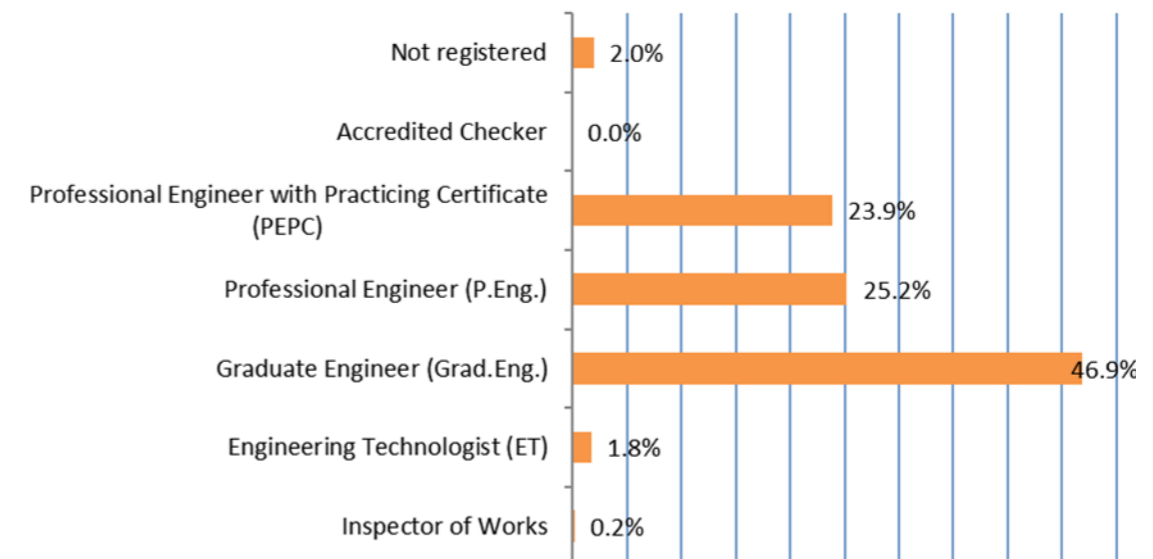 Not registered 2.0%
Accredited Checker 0.0%
Professional Engineer with Practicing Certificate
(PEPC) 23.9%
Professional Engineer (P.Eng.) 25.2%
Graduate Engineer (Grad.Eng.) 46.9%
Engineering Technologist (ET) 1.8%
Inspector of Works 0.2%